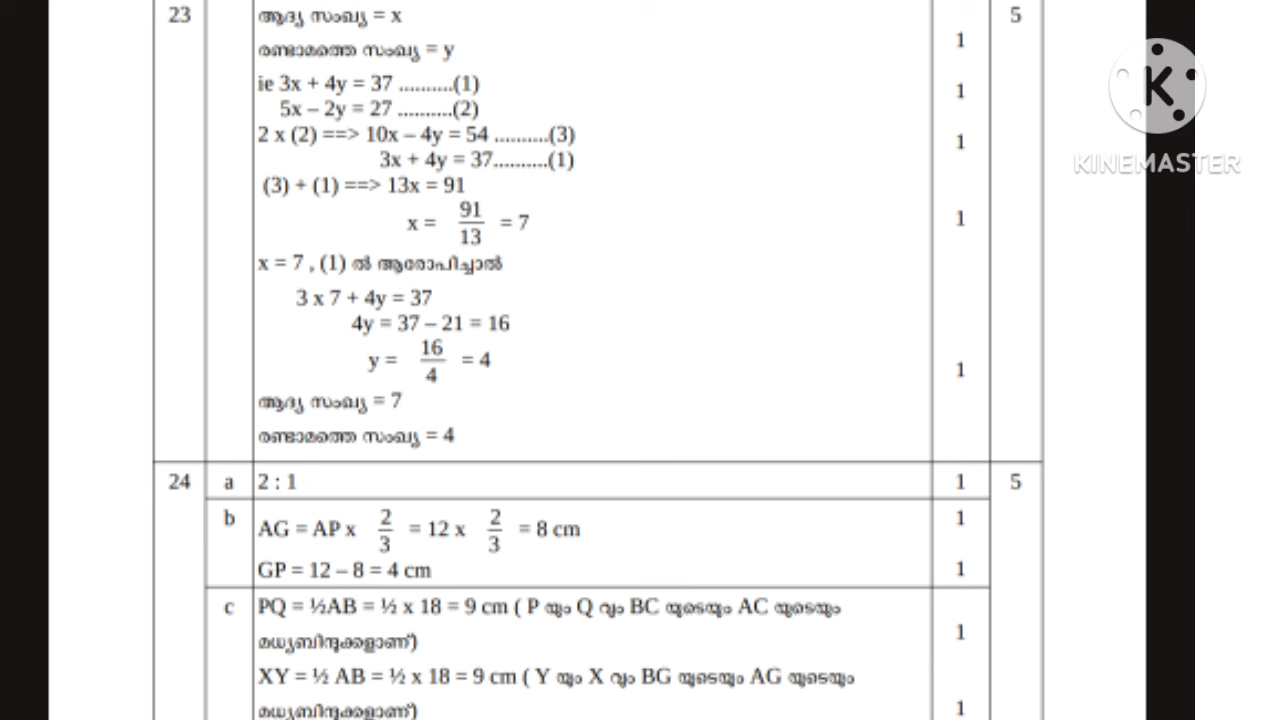 23 ആദ്യ സംഖ്യ = x 5
രണ്ടാമത്തെ സംഖ്യ = y 1
ie 3x + 4y = 37 ..........(1) 1
5x – 2y = 27 ..........(2)
2 x (2) ==> 10x – 4y = 54 ..........(3) 1
3x + 4y = 37..........(1)
(3) + (1) ==> 13x = 91
x = 91/13 = 7 1
x = 7 , (1) ൽ ആരോപിച്ചാൽ
3 x 7 + 4y = 37
4y = 37 – 21 = 16
y = 16/4 = 4 1
ആദ്യ സംഖ്യ = 7
രണ്ടാമത്തെ സംഖ്യ = 4
24 a 2 : 1 1 5
b AG = AP x 2/3 = 12 x 2/3 = 8 cm 1
GP = 12 – 8 = 4 cm 1
c PQ = ½AB = ½ x 18 = 9 cm ( P യും Q വും BC യുടെയും AC യുടെയും
മധ്യബിന്ദുക്കളാണ്) 1
XY = ½ AB = ½ x 18 = 9 cm ( Y യും X വും BG യുടെയും AG യുടെയും
മധ്യബിന്ദുക്കളാണ്) 1
K
KINEMASTER